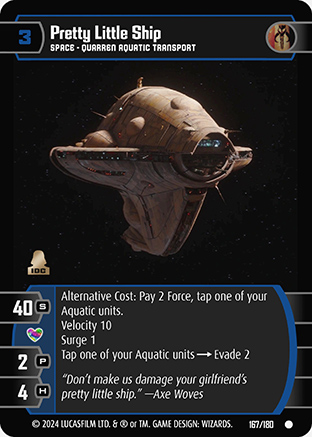 3 Pretty Little Ship
SPACE - QUARREN AQUATIC TRANSPORT
IDC
40 S
2 P
4 H
Alternative Cost: Pay 2 Force, tap one of your
Aquatic units.
Velocity 10
Surge 1
Tap one of your Aquatic units → Evade 2
“Don’t make us damage your girlfriend’s
pretty little ship.” —Axe Woves
© 2024 LUCASFILM LTD. & ® or TM. GAME DESIGN: WIZARDS. 167/180